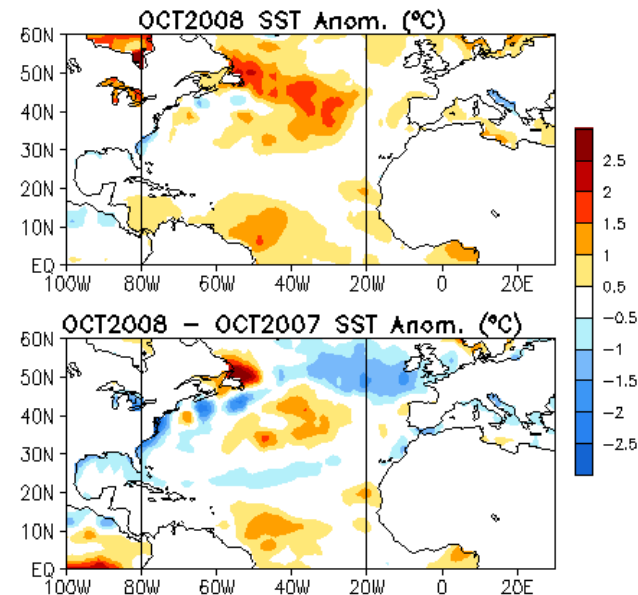 OCT2008 SST Anom. (ºC)
60N
50N
40N
30N
20N
10N
EQ
100W 80W 60W 40W 20W 0 20E
2.5
2
1.5
1
0.5
-0.5
-1
-1.5
-2
-2.5
OCT2008 - OCT2007 SST Anom. (ºC)
60N
50N
40N
30N
20N
10N
EQ
100W 80W 60W 40W 20W 0 20E